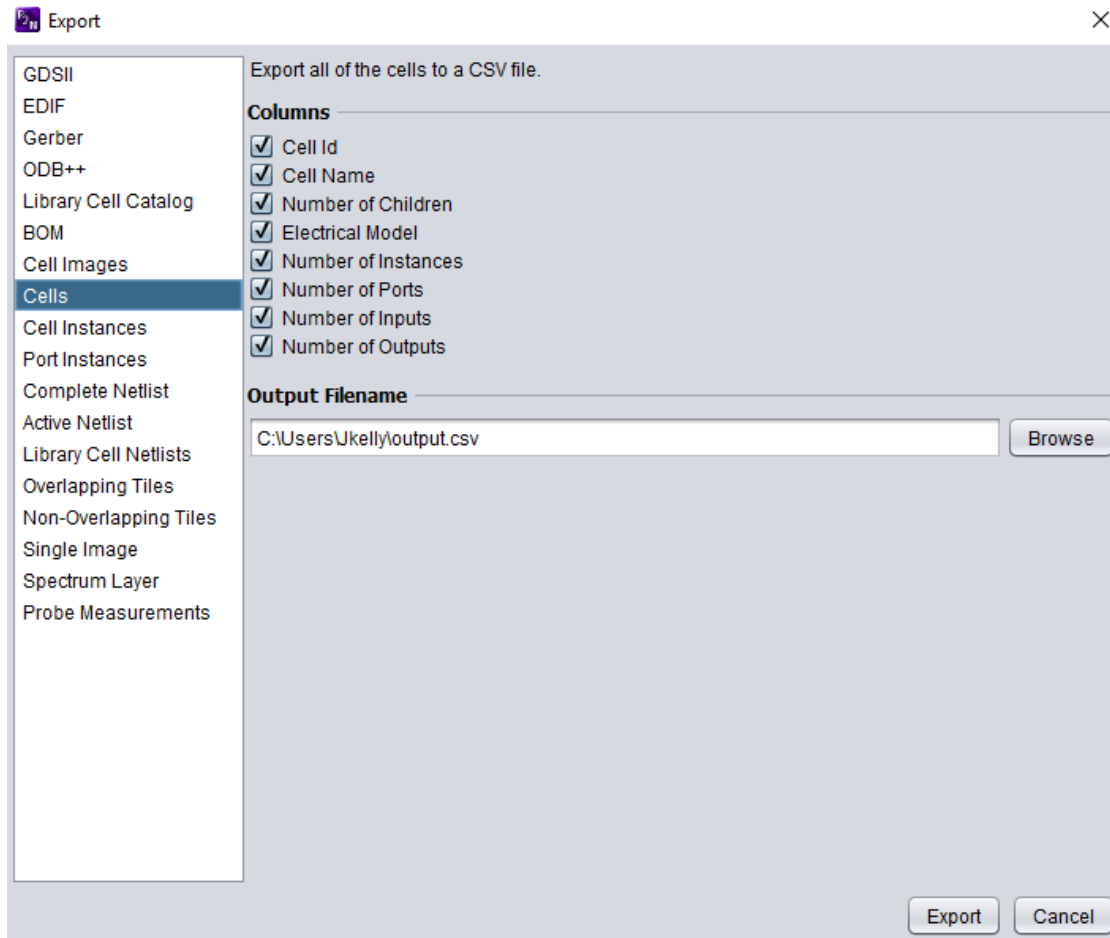 Export
GDSII
EDIF
Gerber
ODB++
Library Cell Catalog
BOM
Cell Images
Cells
Cell Instances
Port Instances
Complete Netlist
Active Netlist
Library Cell Netlists
Overlapping Tiles
Non-Overlapping Tiles
Single Image
Spectrum Layer
Probe Measurements
Export all of the cells to a CSV file.
Columns
Cell Id
Cell Name
Number of Children
Electrical Model
Number of Instances
Number of Ports
Number of Inputs
Number of Outputs
Output Filename
C:\Users\Jkelly\output.csv Browse
Export Cancel